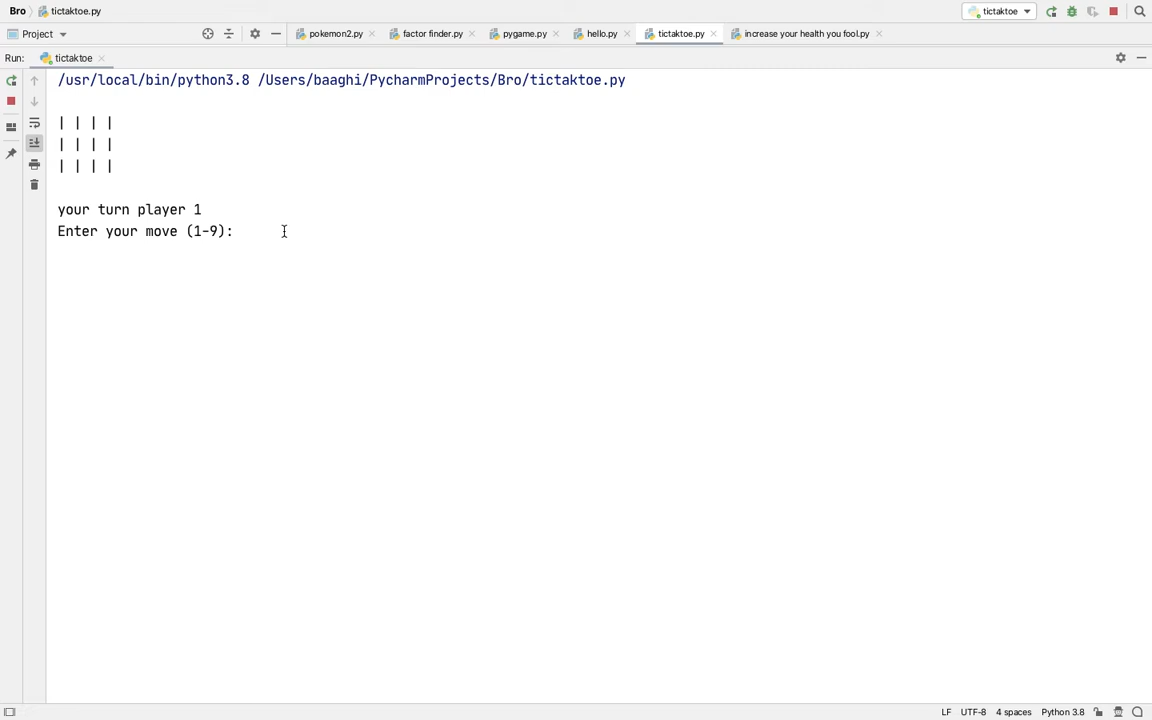 Bro tictaktoe.py tictaktoe
Project pokemon2.py factor finder.py pygame.py hello.py tictaktoe.py increase your health you fool.py
Run: tictaktoe
/usr/local/bin/python3.8 /Users/baaghi/PycharmProjects/Bro/tictaktoe.py
| | | |
| | | |
| | | |
your turn player 1
Enter your move (1-9):
LF UTF-8 4 spaces Python 3.8